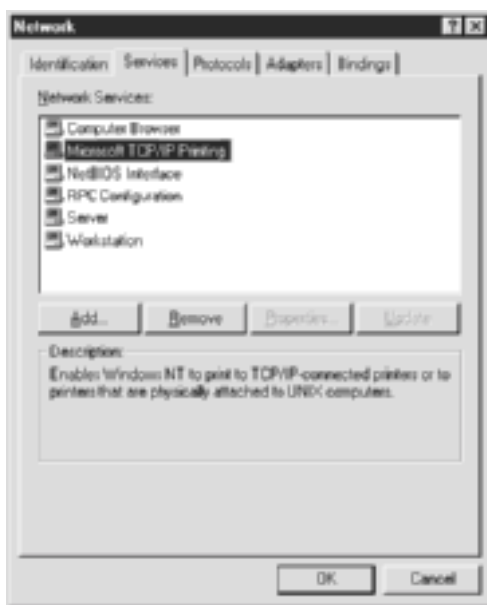 Network
Identification Services Protocols Adapters Bindings
Network Services:
Computer Browser
Microsoft TCP/IP Printing
NetBIOS Interface
RPC Configuration
Server
Workstation
Add... Remove Properties... Update
Description:
Enables Windows NT to print to TCP/IP-connected printers or to
printers that are physically attached to UNIX computers.
OK Cancel